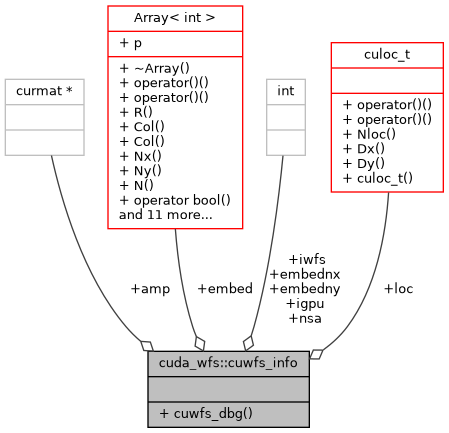 curmat *
Array< int >
+ p
+ ~Array()
+ operator()()
+ operator()()
+ R()
+ Col()
+ Col()
+ Nx()
+ Ny()
+ N()
+ operator bool()
and 11 more...
int
culoc_t
+ operator()()
+ operator()()
+ Nloc()
+ Dx()
+ Dy()
+ culoc_t()
+amp
+embed
+iwfs
+embednx
+embedny
+igpu
+nsa
+loc
cuda_wfs::cuwfs_info
+ cuwfs_dbg()